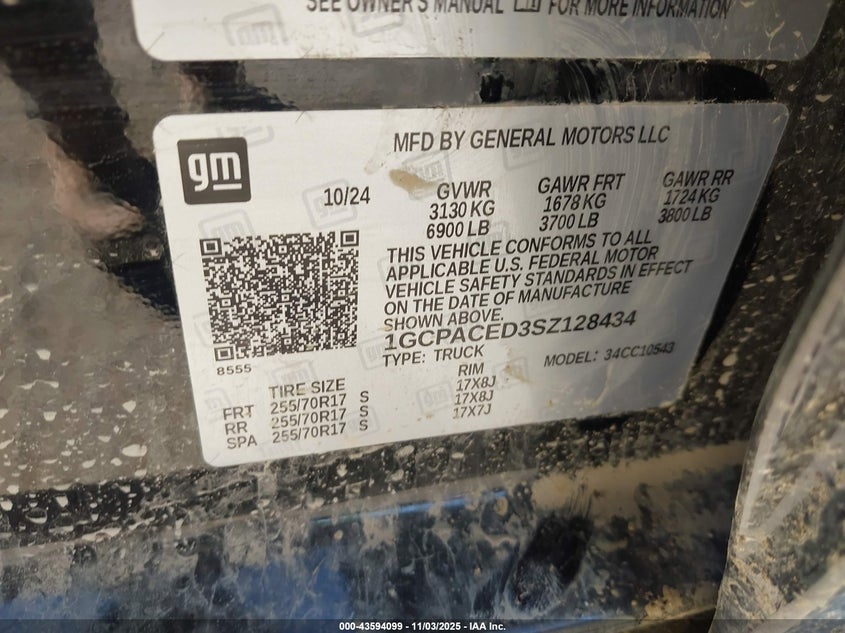 SEE OWNER'S MANUAL FOR MORE INFORMATION
gm
MFD BY GENERAL MOTORS LLC
10/24
GVWR GAWR FRT GAWR RR
3130 KG 1678 KG 1724 KG
6900 LB 3700 LB 3800 LB
THIS VEHICLE CONFORMS TO ALL
APPLICABLE U.S. FEDERAL MOTOR
VEHICLE SAFETY STANDARDS IN EFFECT
ON THE DATE OF MANUFACTURE
SHOWN ABOVE.
1GCPACED3SZ128434
TYPE: TRUCK MODEL: 34CC10543
8555
TIRE SIZE RIM
FRT 255/70R17 S 17X8J
RR 255/70R17 S 17X8J
SPA 255/70R17 S 17X7J
000-43594099 - 11/03/2025 - IAA Inc.